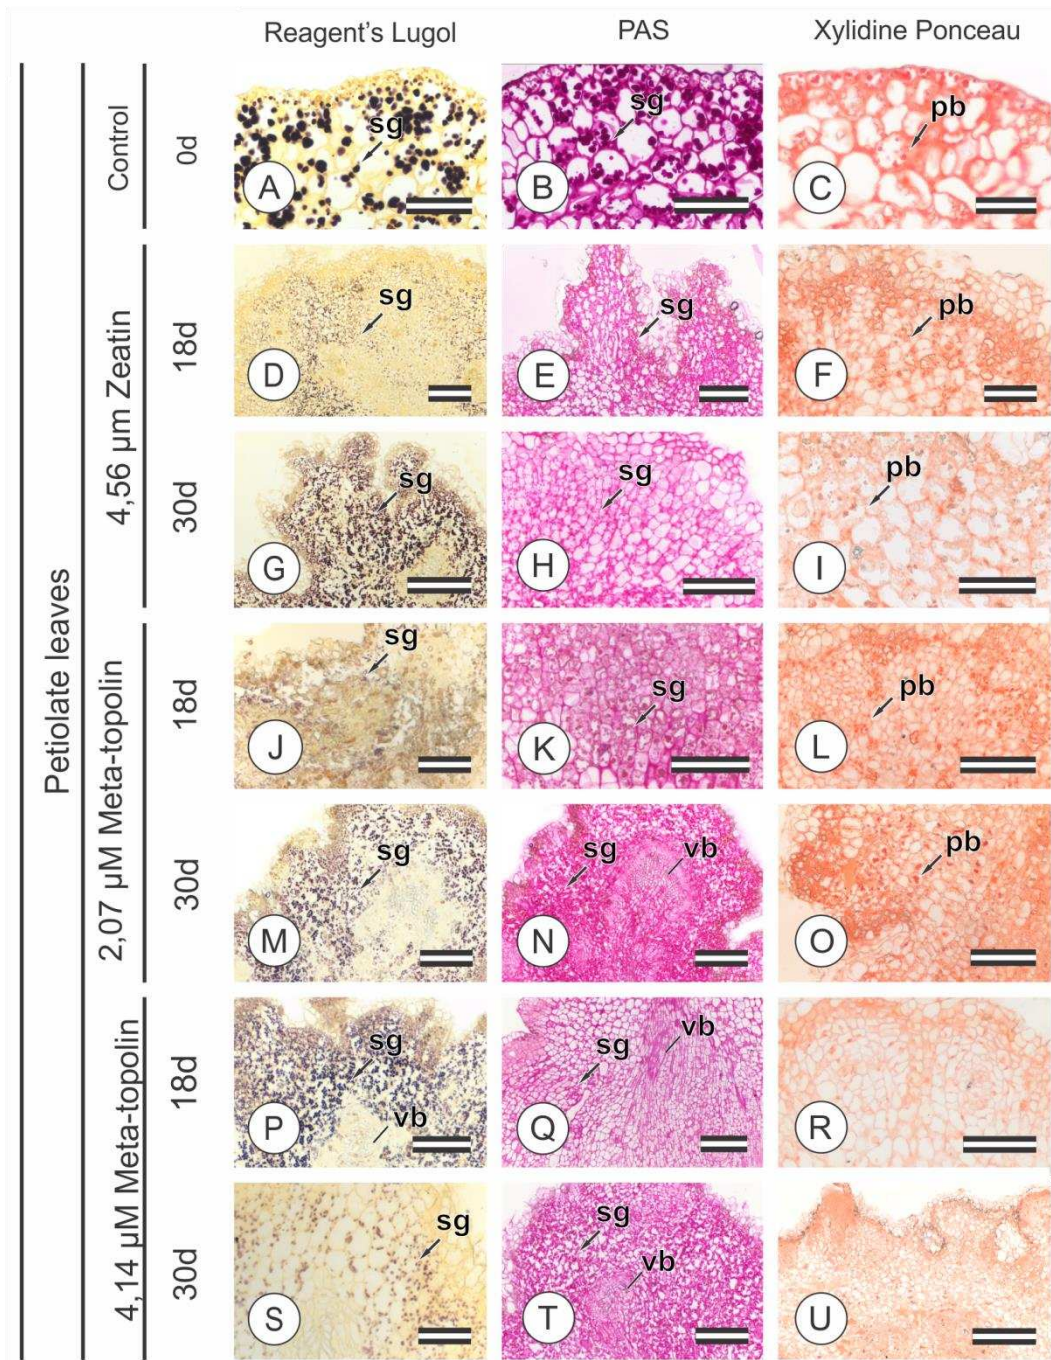 Reagent's Lugol PAS Xylidine Ponceau
Petiolate leaves
Control
0d
sg A
sg B
pb C
4,56 µm Zeatin
18d
sg D
sg E
pb F
30d
sg G
sg H
pb I
2,07 µM Meta-topolin
18d
sg J
sg K
pb L
30d
sg M
sg vb N
pb O
4,14 µM Meta-topolin
18d
sg vb P
sg vb Q
R
30d
sg S
sg vb T
U